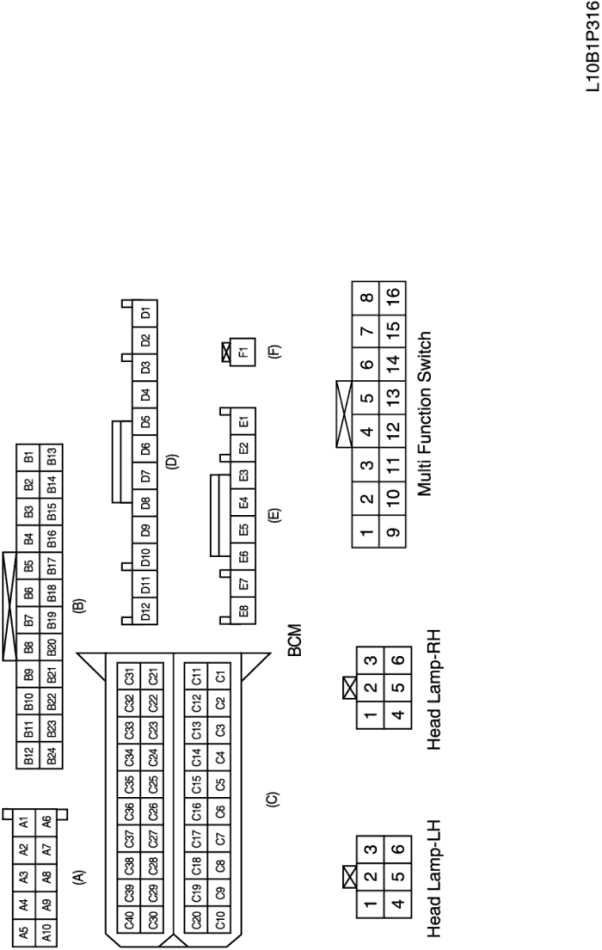 L10B1P316
A5 A4 A3 A2 A1
A10 A9 A8 A7 A6
(A)
B12 B11 B10 B9 B8 B7 B6 B5 B4 B3 B2 B1
B24 B23 B22 B21 B20 B19 B18 B17 B16 B15 B14 B13
(B)
C40 C39 C38 C37 C36 C35 C34 C33 C32 C31
C30 C29 C28 C27 C26 C25 C24 C23 C22 C21
C20 C19 C18 C17 C16 C15 C14 C13 C12 C11
C10 C9 C8 C7 C6 C5 C4 C3 C2 C1
(C)
D12 D11 D10 D9 D8 D7 D6 D5 D4 D3 D2 D1
(D)
E8 E7 E6 E5 E4 E3 E2 E1
(E)
F1
(F)
BCM
1 2 3
4 5 6
Head Lamp-LH
1 2 3
4 5 6
Head Lamp-RH
1 2 3 4 5 6 7 8
9 10 11 12 13 14 15 16
Multi Function Switch